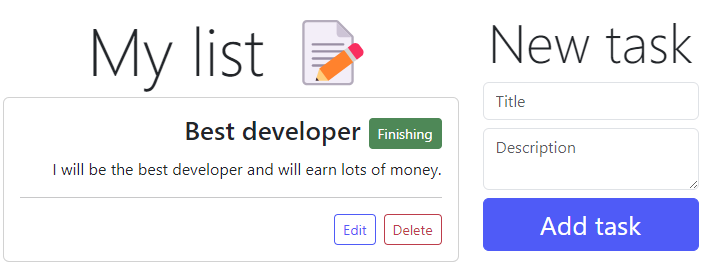 My list
Best developer Finishing
I will be the best developer and will earn lots of money.
Edit Delete
New task
Title
Description
Add task